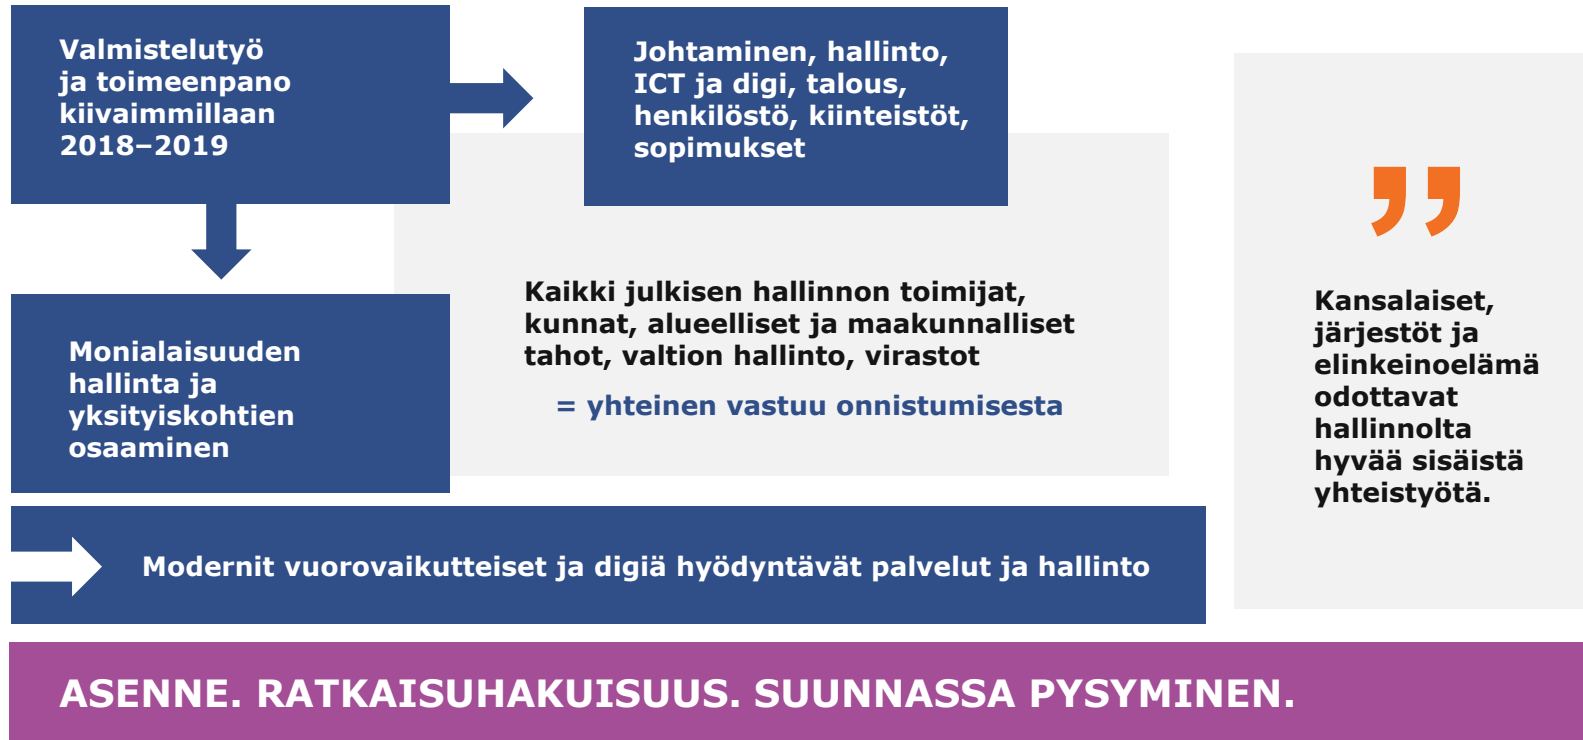 Valmistelutyö
ja toimeenpano
kiivaimmillaan
2018–2019
Johtaminen, hallinto,
ICT ja digi, talous,
henkilöstö, kiinteistöt,
sopimukset
Monialaisuuden
hallinta ja
yksityiskohtien
osaaminen
Kaikki julkisen hallinnon toimijat,
kunnat, alueelliset ja maakunnalliset
tahot, valtion hallinto, virastot
= yhteinen vastuu onnistumisesta
”
Kansalaiset,
järjestöt ja
elinkeinoelämä
odottavat
hallinnolta
hyvää sisäistä
yhteistyötä.
Modernit vuorovaikutteiset ja digiä hyödyntävät palvelut ja hallinto
ASENNE. RATKAISUHAKUISUUS. SUUNNASSA PYSYMINEN.